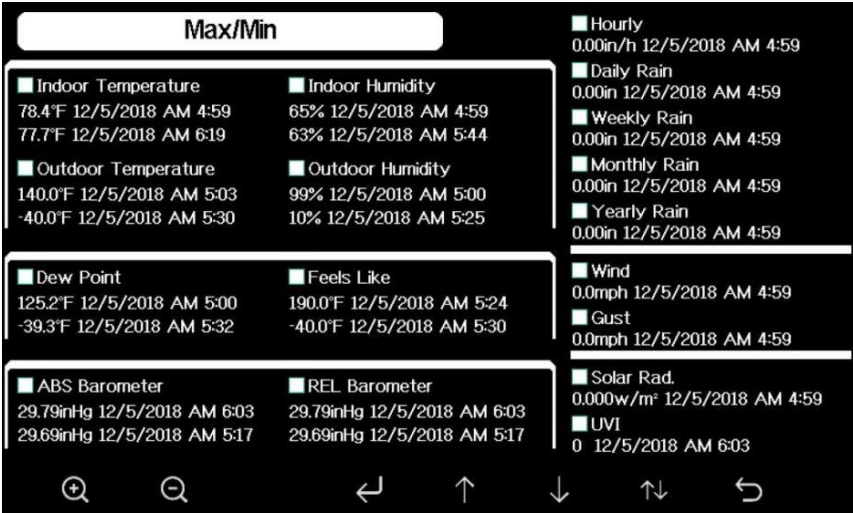 Max/Min
Indoor Temperature
78.4°F 12/5/2018 AM 4:59
77.7°F 12/5/2018 AM 6:19
Indoor Humidity
65% 12/5/2018 AM 4:59
63% 12/5/2018 AM 5:44
Outdoor Temperature
140.0°F 12/5/2018 AM 5:03
-40.0°F 12/5/2018 AM 5:30
Outdoor Humidity
99% 12/5/2018 AM 5:00
10% 12/5/2018 AM 5:25
Dew Point
125.2°F 12/5/2018 AM 5:00
-39.3°F 12/5/2018 AM 5:32
Feels Like
190.0°F 12/5/2018 AM 5:24
-40.0°F 12/5/2018 AM 5:30
ABS Barometer
29.79inHg 12/5/2018 AM 6:03
29.69inHg 12/5/2018 AM 5:17
REL Barometer
29.79inHg 12/5/2018 AM 6:03
29.69inHg 12/5/2018 AM 5:17
Hourly
0.00in/h 12/5/2018 AM 4:59
Daily Rain
0.00in 12/5/2018 AM 4:59
Weekly Rain
0.00in 12/5/2018 AM 4:59
Monthly Rain
0.00in 12/5/2018 AM 4:59
Yearly Rain
0.00in 12/5/2018 AM 4:59
Wind
0.0mph 12/5/2018 AM 4:59
Gust
0.0mph 12/5/2018 AM 4:59
Solar Rad.
0.000w/m² 12/5/2018 AM 4:59
UVI
0 12/5/2018 AM 6:03